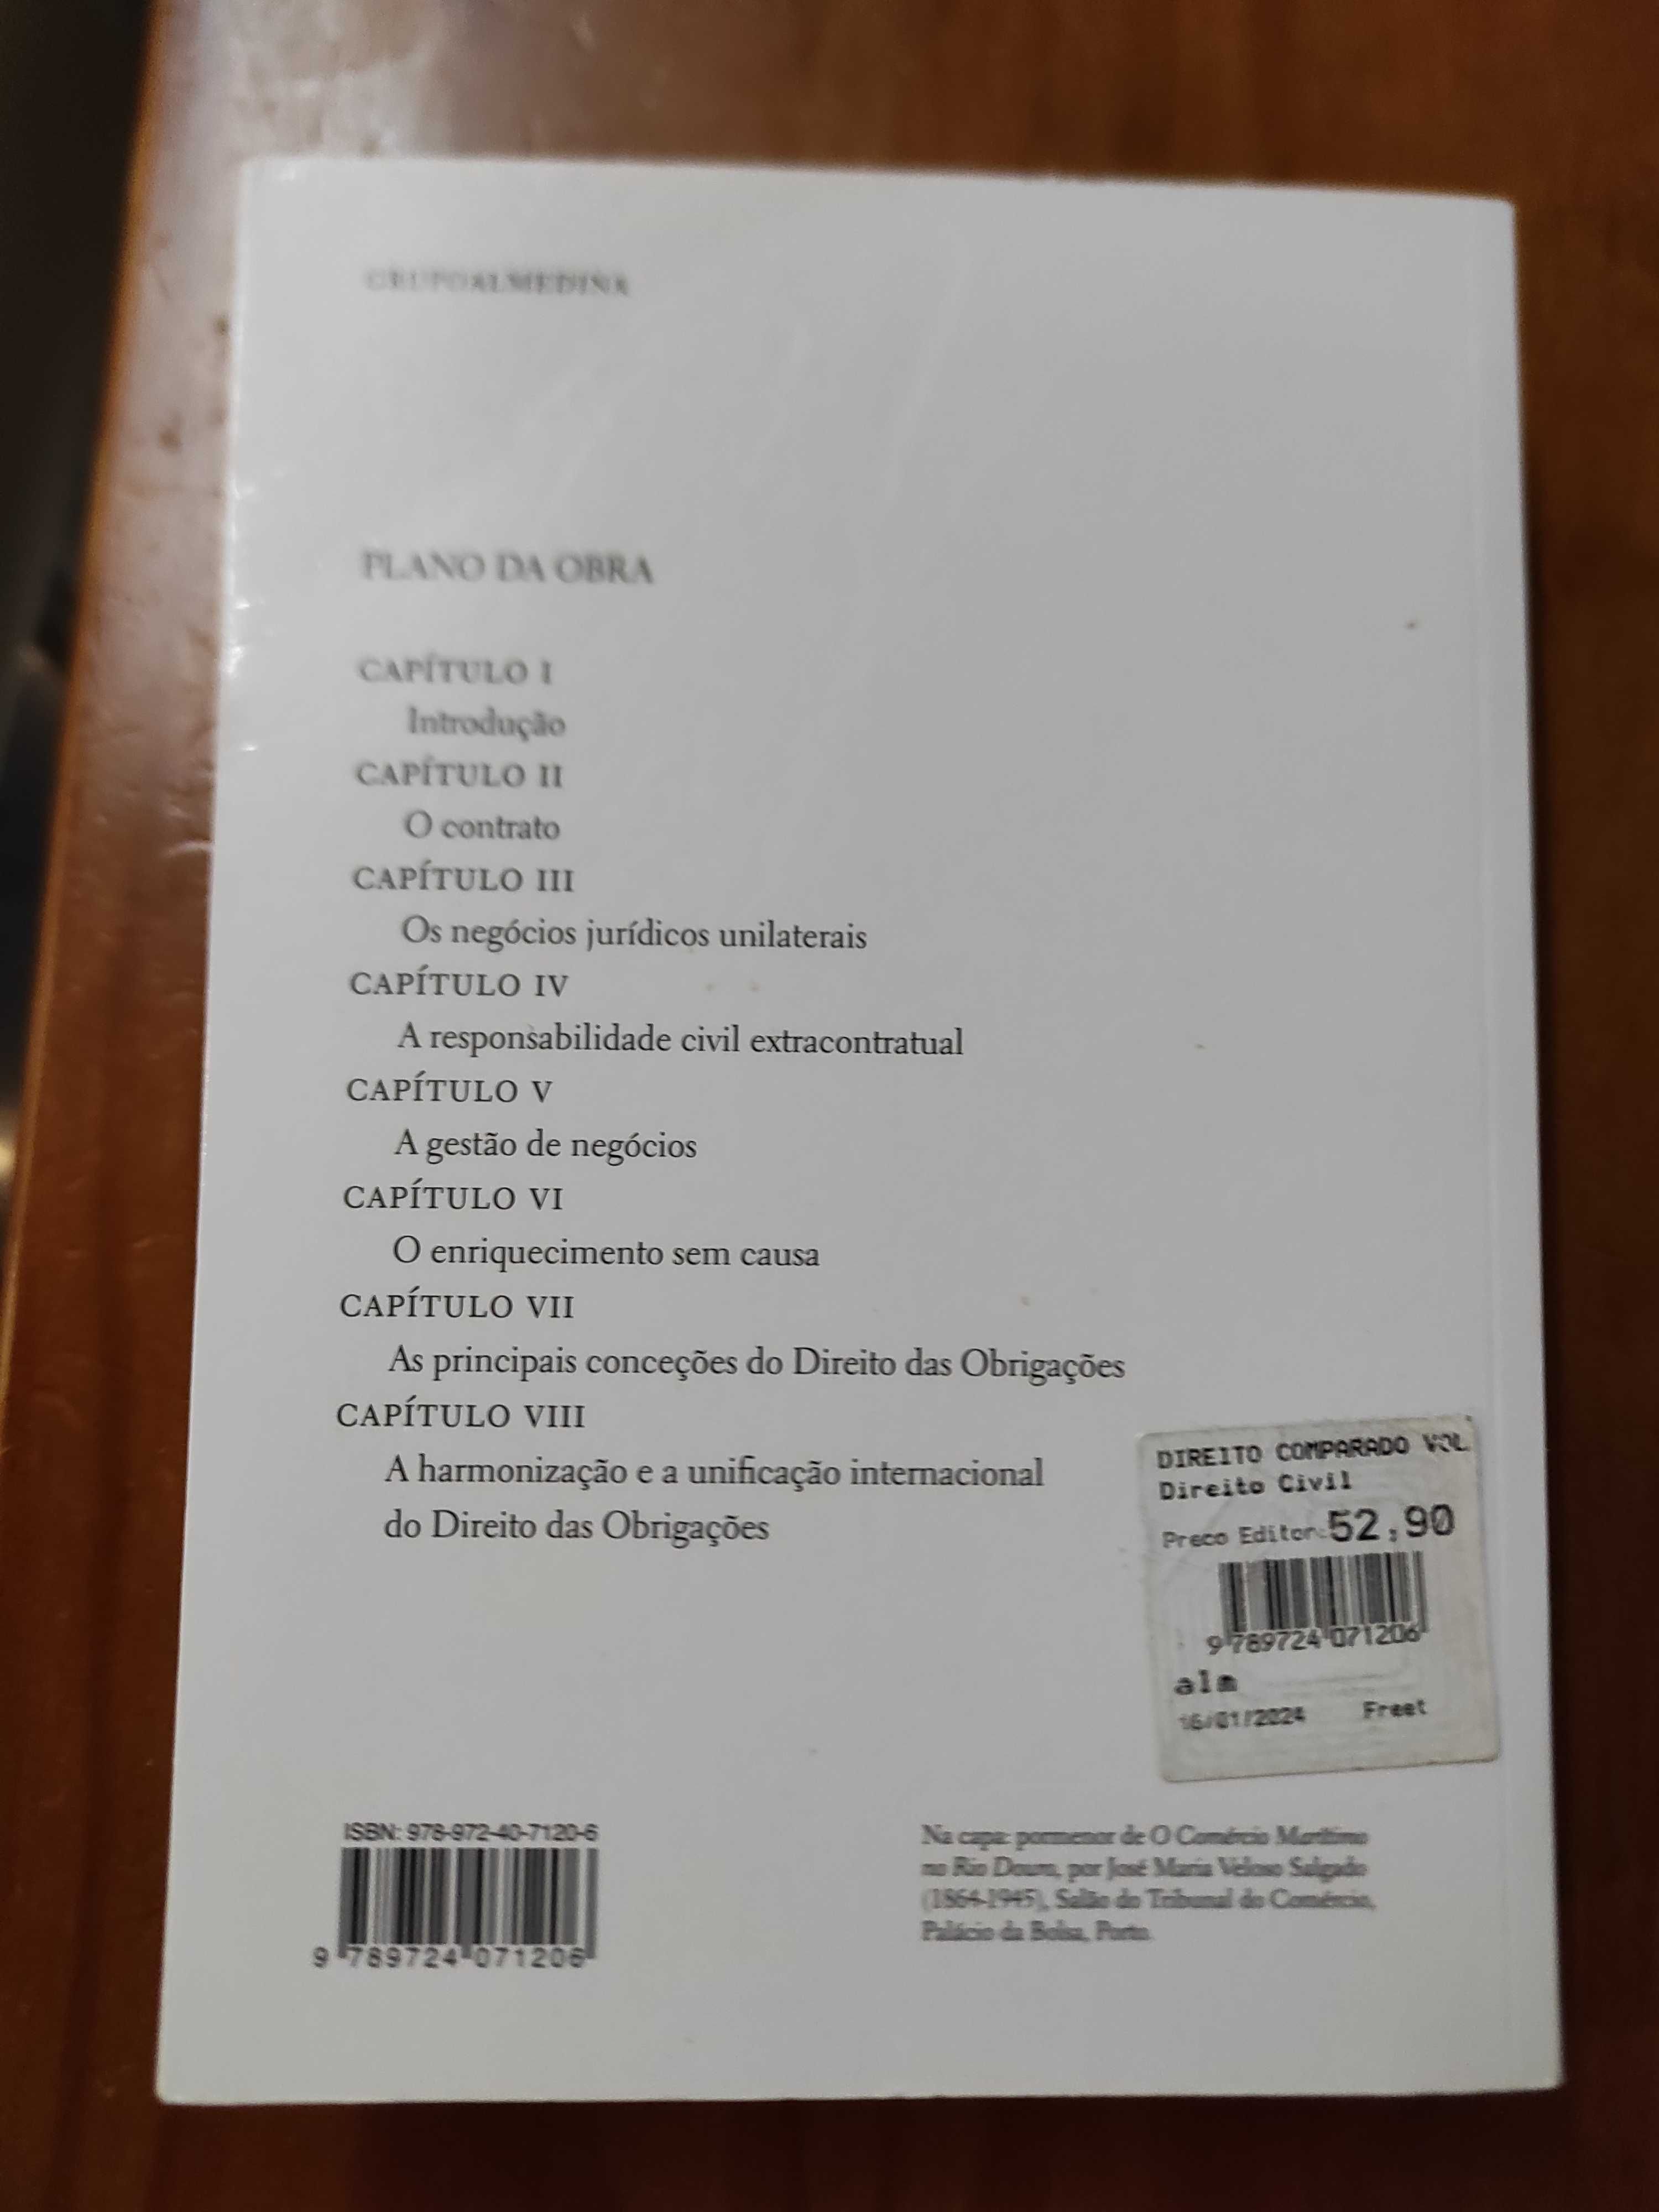 GRUPOALMEDINA
PLANO DA OBRA
CAPÍTULO I
Introdução
CAPÍTULO II
O contrato
CAPÍTULO III
Os negócios jurídicos unilaterais
CAPÍTULO IV
A responsabilidade civil extracontratual
CAPÍTULO V
A gestão de negócios
CAPÍTULO VI
O enriquecimento sem causa
CAPÍTULO VII
As principais conceções do Direito das Obrigações
CAPÍTULO VIII
A harmonização e a unificação internacional
do Direito das Obrigações
DIREITO COMPARADO VOL
Direito Civil
Preco Editor:52,90
9 789724 071206
alm
16/01/2024 Freet
ISBN: 978-972-40-7120-6
9 789724 071206
Na capa: pormenor de O Comércio Marítimo
no Rio Douro, por José Maria Veloso Salgado
(1864-1945), Salão do Tribunal do Comércio,
Palácio da Bolsa, Porto.